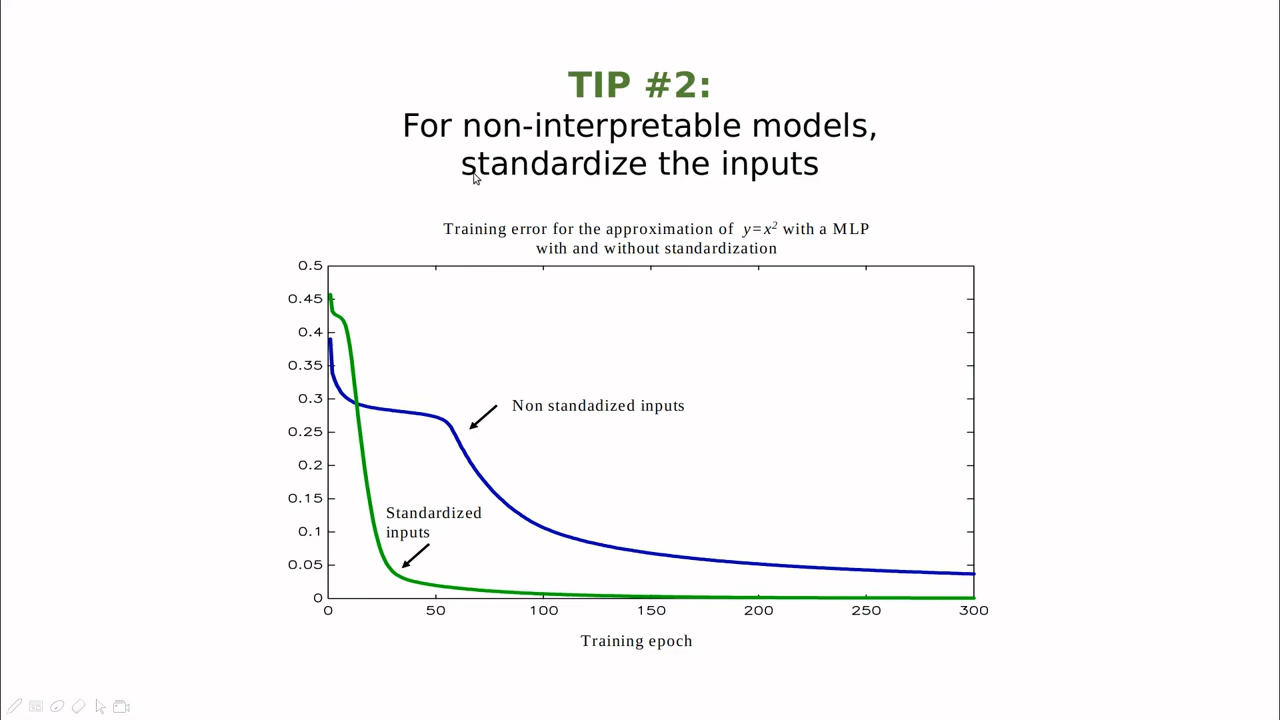 TIP #2:
For non-interpretable models,
standardize the inputs
Training error for the approximation of y=x² with a MLP
with and without standardization
0.5
0.45
0.4
0.35
0.3
0.25
0.2
0.15
0.1
0.05
0
Non standadized inputs
Standardized
inputs
0 50 100 150 200 250 300
Training epoch